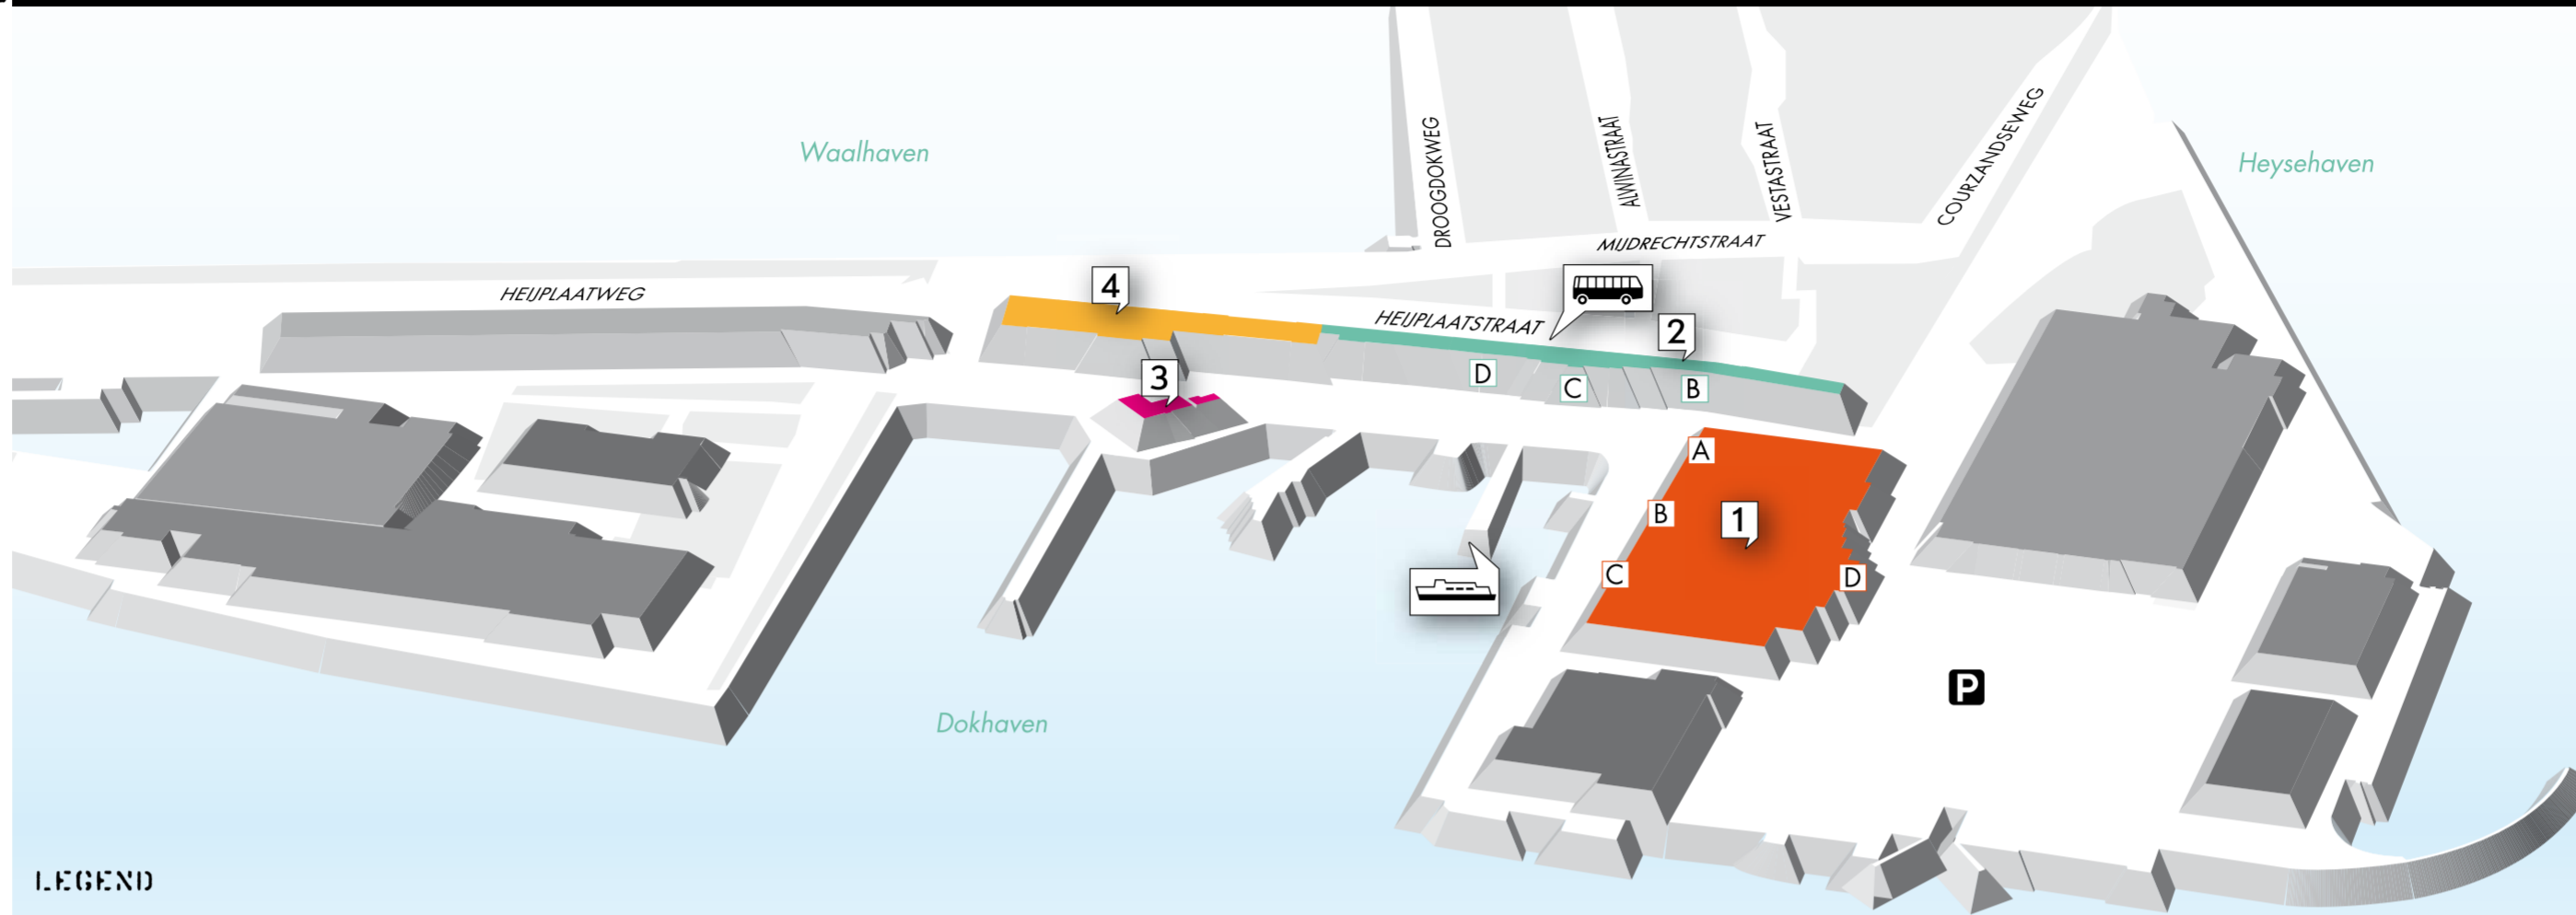 Waalhaven
Heysehaven
DROOGDOKWEG
ALWINASTRAAT
VESTASTRAAT
COURZANDSEWEG
MIJDRECHTSTRAAT
HEIJPLAATWEG
4
HEIJPLAATSTRAAT
2
3
D
C
B
A
B
1
C
D
P
Dokhaven
LEGEND